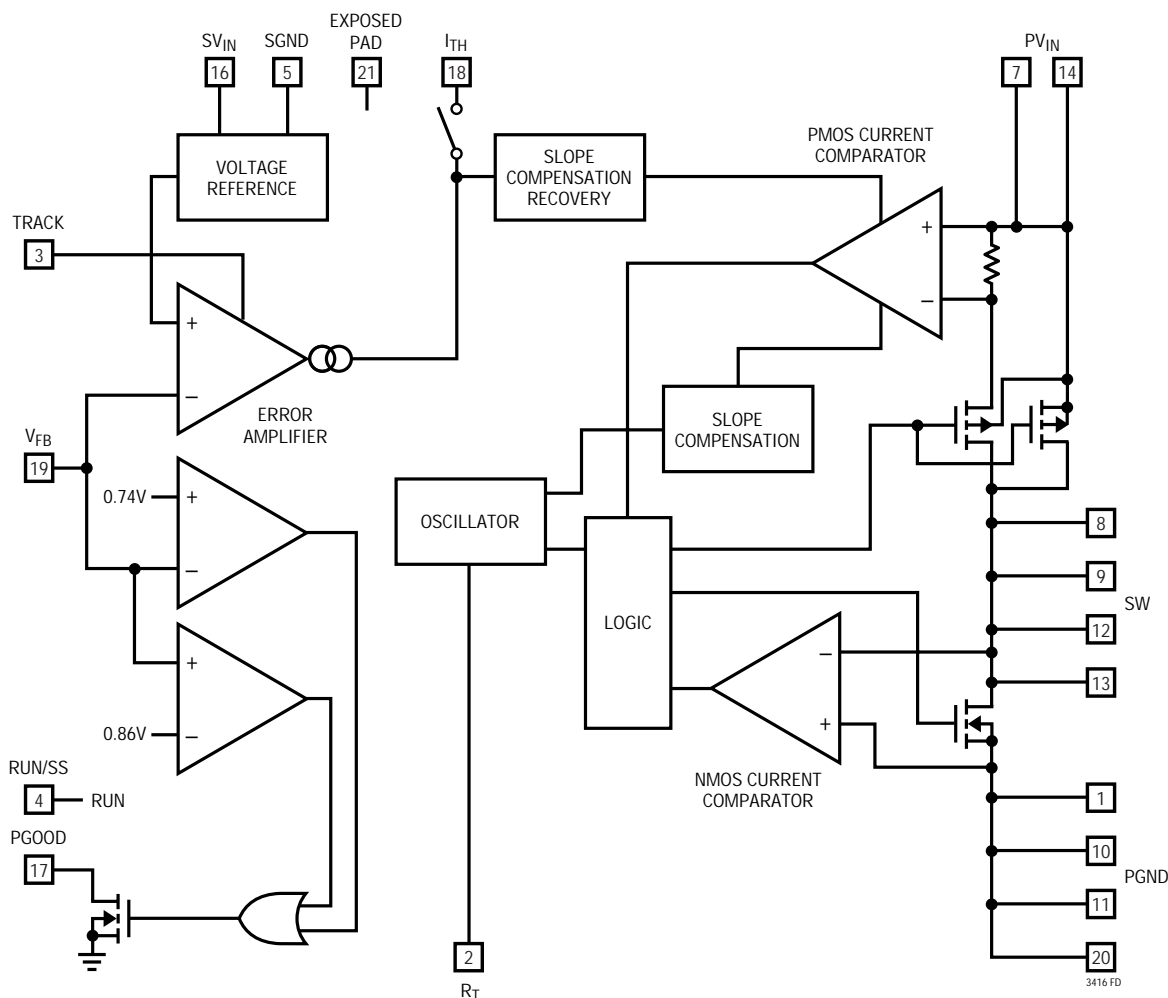 SVIN
SGND
EXPOSED
PAD
ITH
PVIN
16
5
21
18
7
14
VOLTAGE
REFERENCE
SLOPE
COMPENSATION
RECOVERY
PMOS CURRENT
COMPARATOR
TRACK
3
+
−
ERROR
AMPLIFIER
+
−
SLOPE
COMPENSATION
VFB
19
0.74V
+
−
OSCILLATOR
LOGIC
8
9
SW
12
13
+
−
0.86V
−
+
NMOS CURRENT
COMPARATOR
RUN/SS
4
RUN
PGOOD
17
1
10
PGND
11
20
2
RT
3416 FD